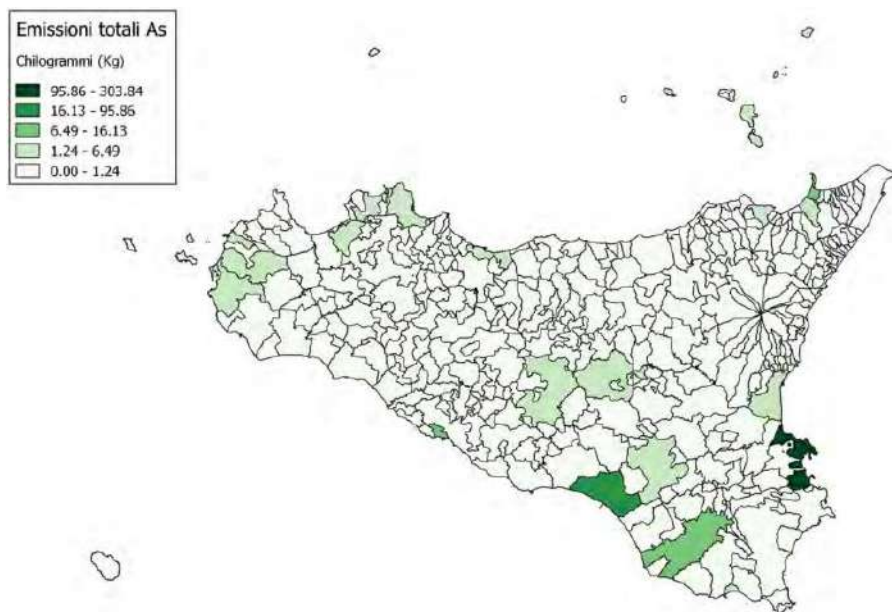 Emissioni totali As
Chilogrammi (Kg)
95.86 - 303.84
16.13 - 95.86
6.49 - 16.13
1.24 - 6.49
0.00 - 1.24